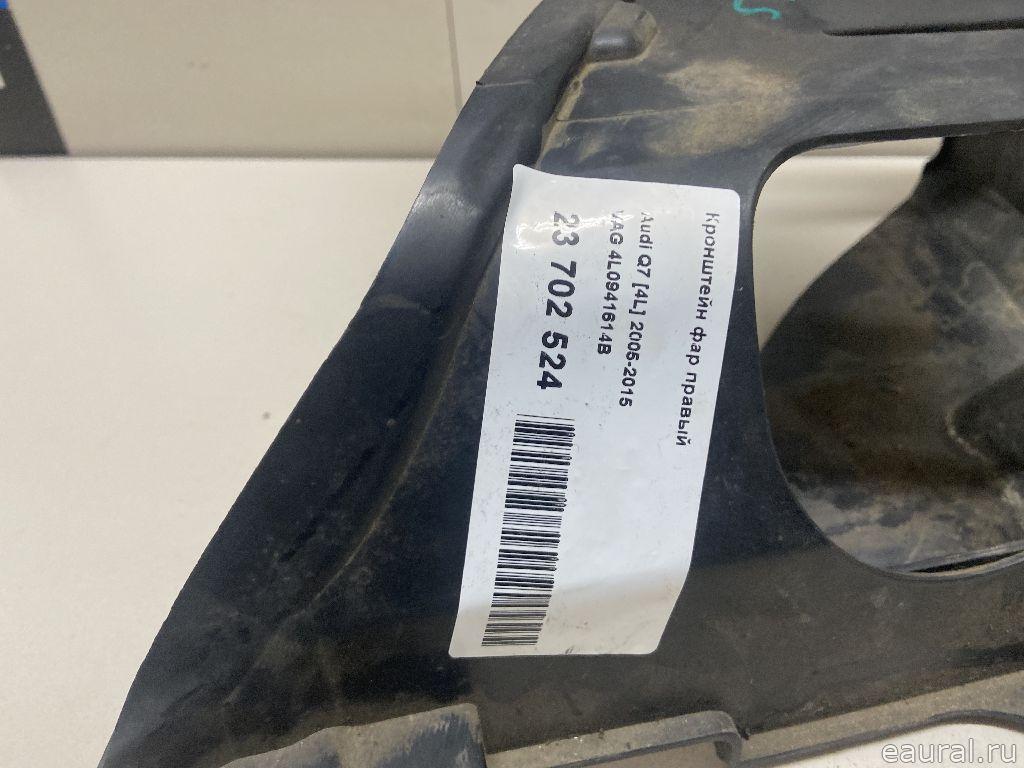 Кронштейн фар правый
Audi Q7 [4L] 2005-2015
VAG 4L0941614B
23 702 524
eaural.ru